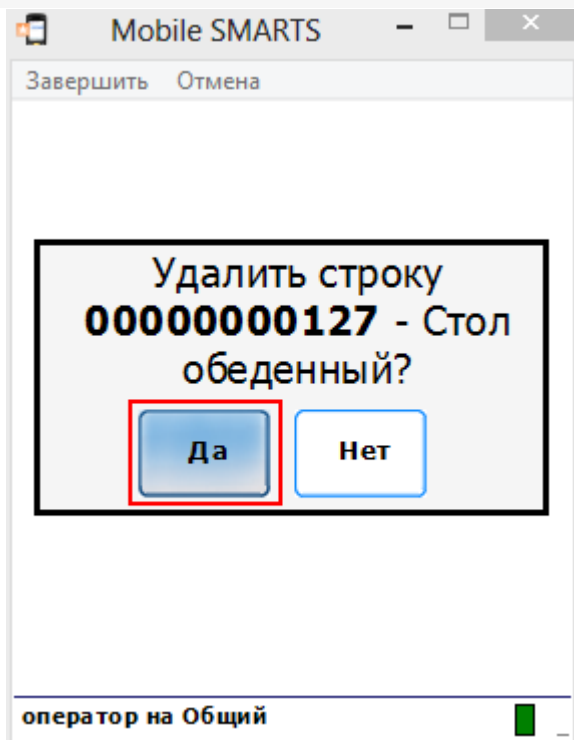 Mobile SMARTS
Завершить Отмена
Удалить строку
00000000127 - Стол
обеденный?
Да Нет
оператор на Общий